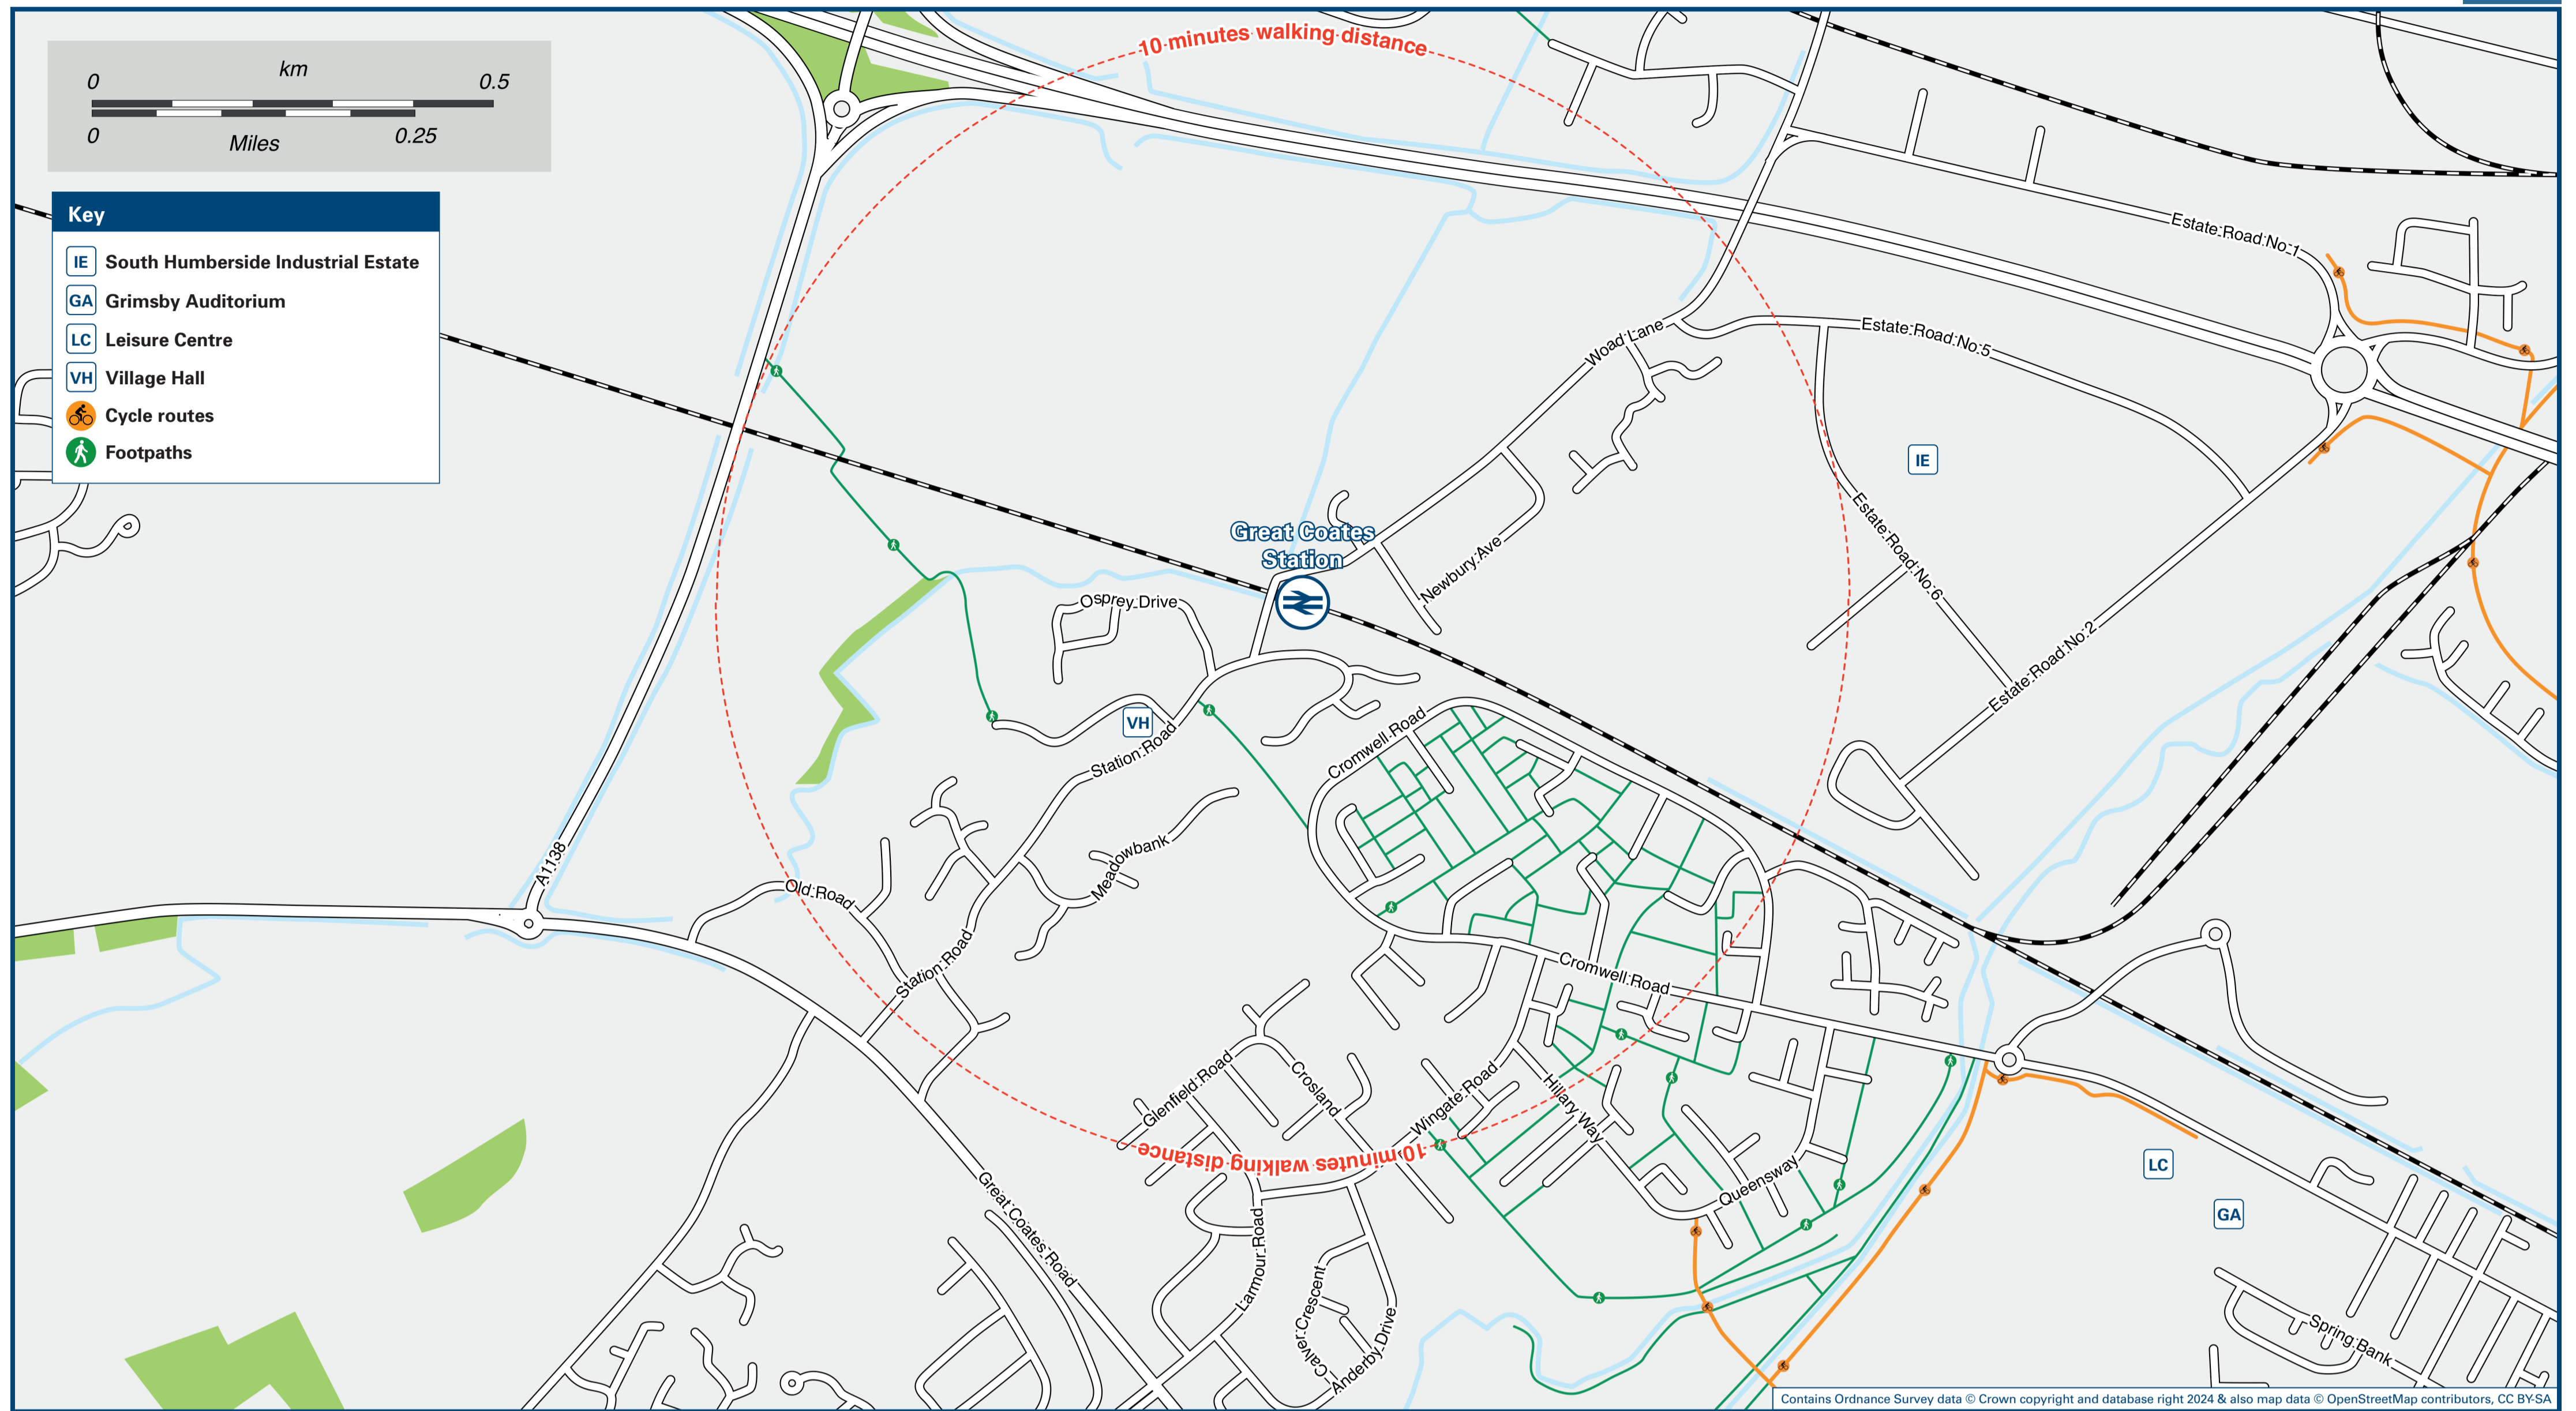 10 minutes walking distance
km
0 0.5
0 0.25
Miles
Key
IE South Humberside Industrial Estate
GA Grimsby Auditorium
LC Leisure Centre
VH Village Hall
Cycle routes
Footpaths
Estate Road No.1
Woad Lane
Estate Road No.5
IE
Great Coates
Station
Estate Road No.6
Newbury Ave
Osprey Drive
Estate Road No.2
VH
Station Road
Cromwell Road
A1138
Meadowbank
Old Road
Station Road
Cromwell Road
Glenfield Road
Crosland
Wingate Road
Hillary Way
10 minutes walking distance
LC
Queensway
GA
Great Coates Road
Larmour Road
Calver Crescent
Anderby Drive
Spring Bank
Contains Ordnance Survey data © Crown copyright and database right 2024 & also map data © OpenStreetMap contributors, CC BY-SA